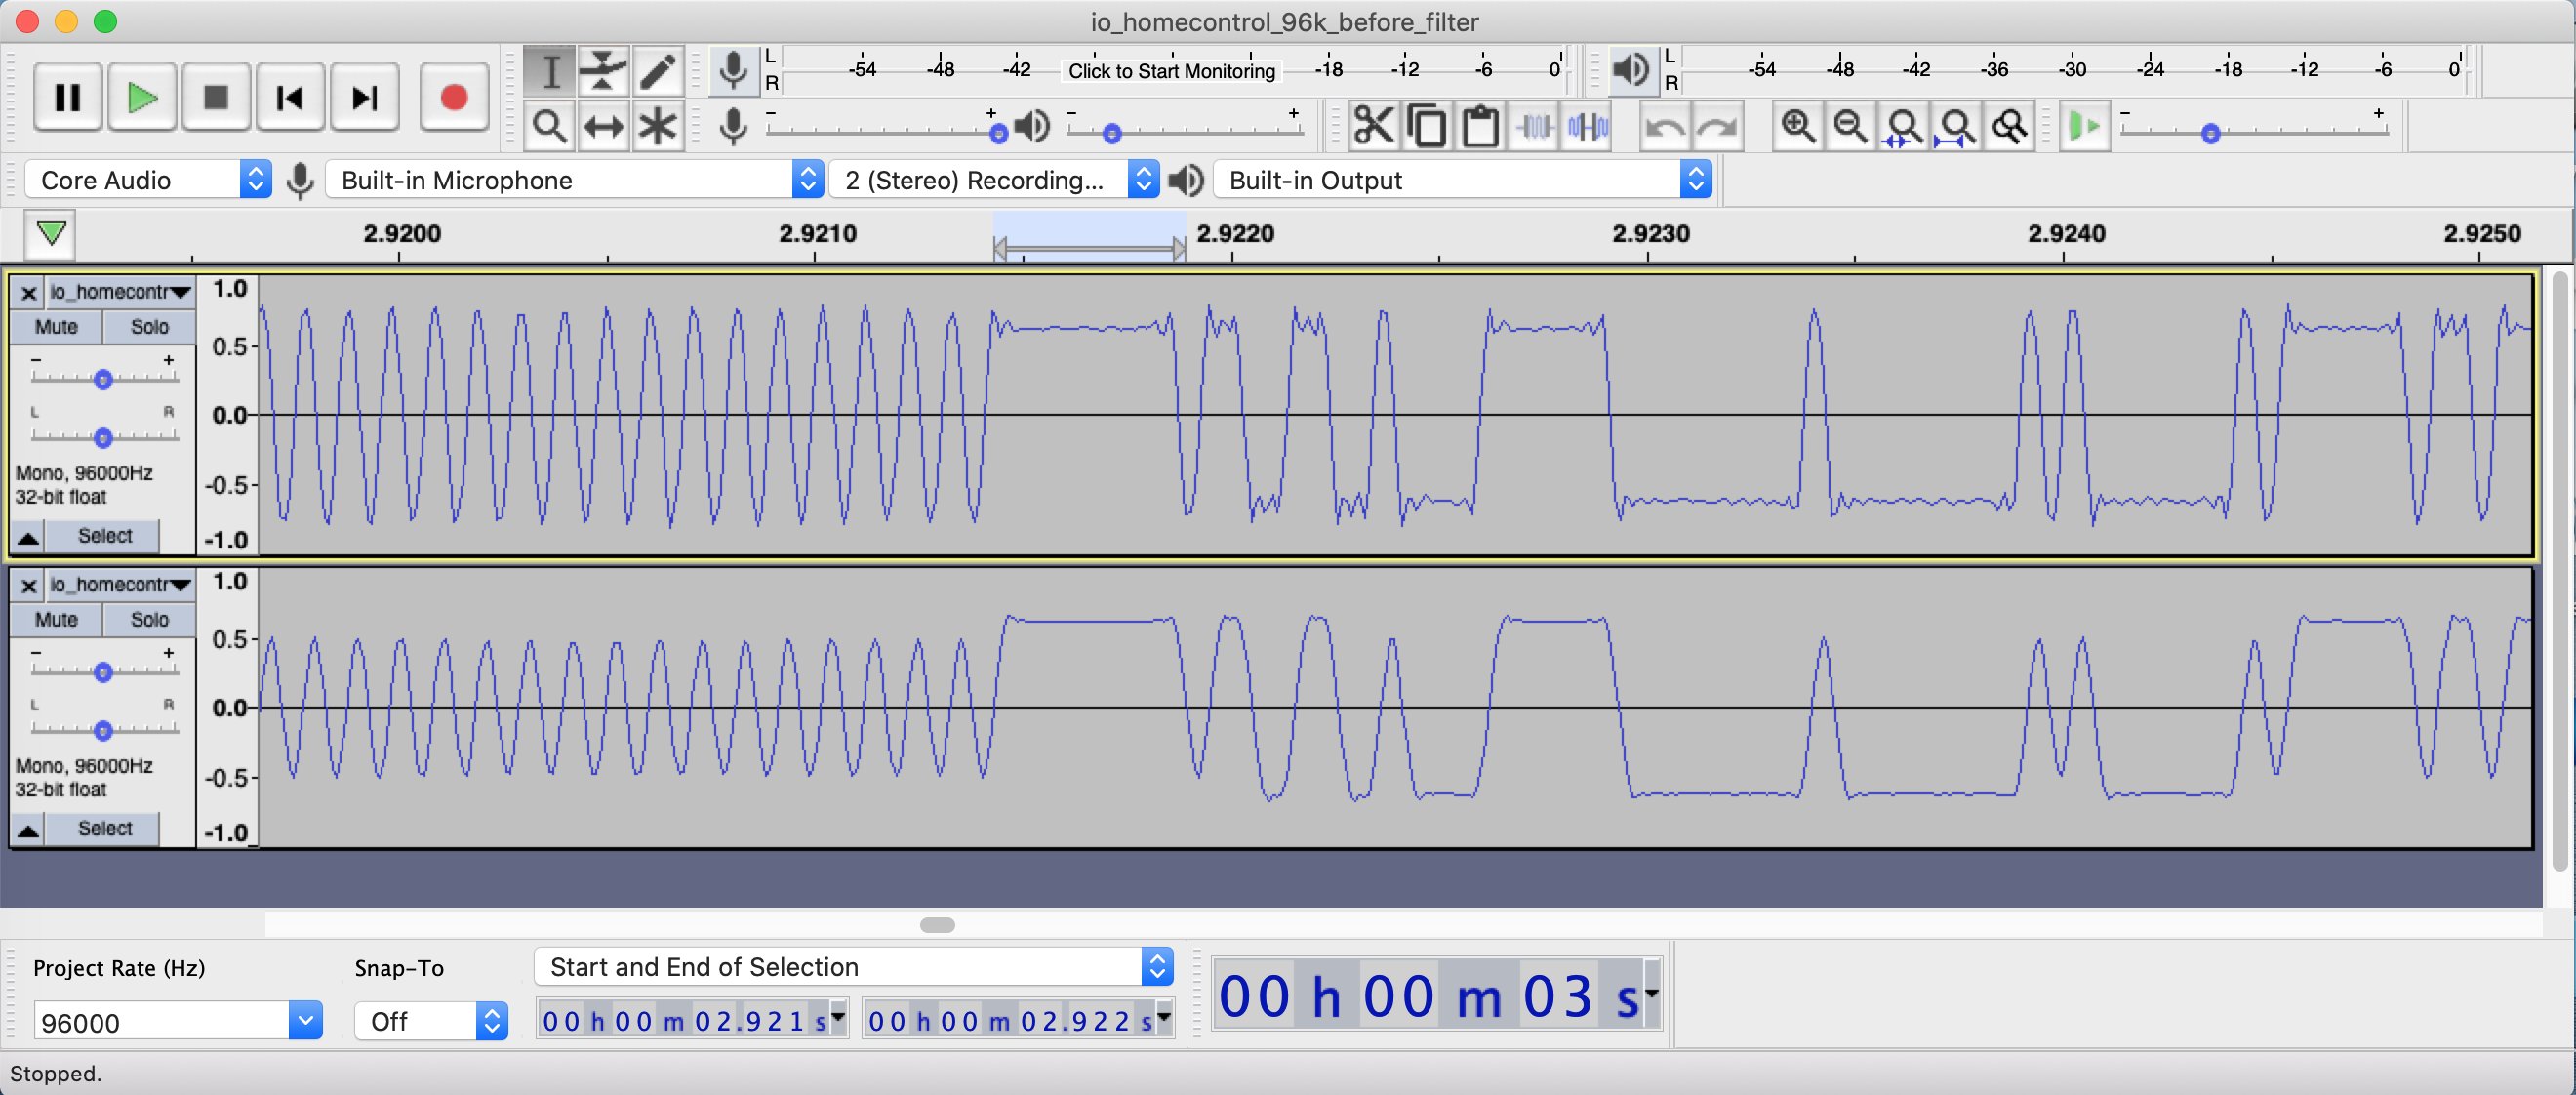 io_homecontrol_96k_before_filter
L
R
-54 -48 -42 Click to Start Monitoring -18 -12 -6 0
L
R
-54 -48 -42 -36 -30 -24 -18 -12 -6 0
- +
- +
- +
Core Audio Built-in Microphone 2 (Stereo) Recording... Built-in Output
2.9200 2.9210 2.9220 2.9230 2.9240 2.9250
x io_homecontr 1.0
Mute Solo
0.5
- +
L R
0.0
Mono, 96000Hz
32-bit float
-0.5
Select
-1.0
x io_homecontr 1.0
Mute Solo
0.5
- +
L R
0.0
Mono, 96000Hz
32-bit float
-0.5
Select
-1.0
Project Rate (Hz) Snap-To Start and End of Selection
96000 Off 00 h 00 m 02.921 s 00 h 00 m 02.922 s
00 h 00 m 03 s
Stopped.